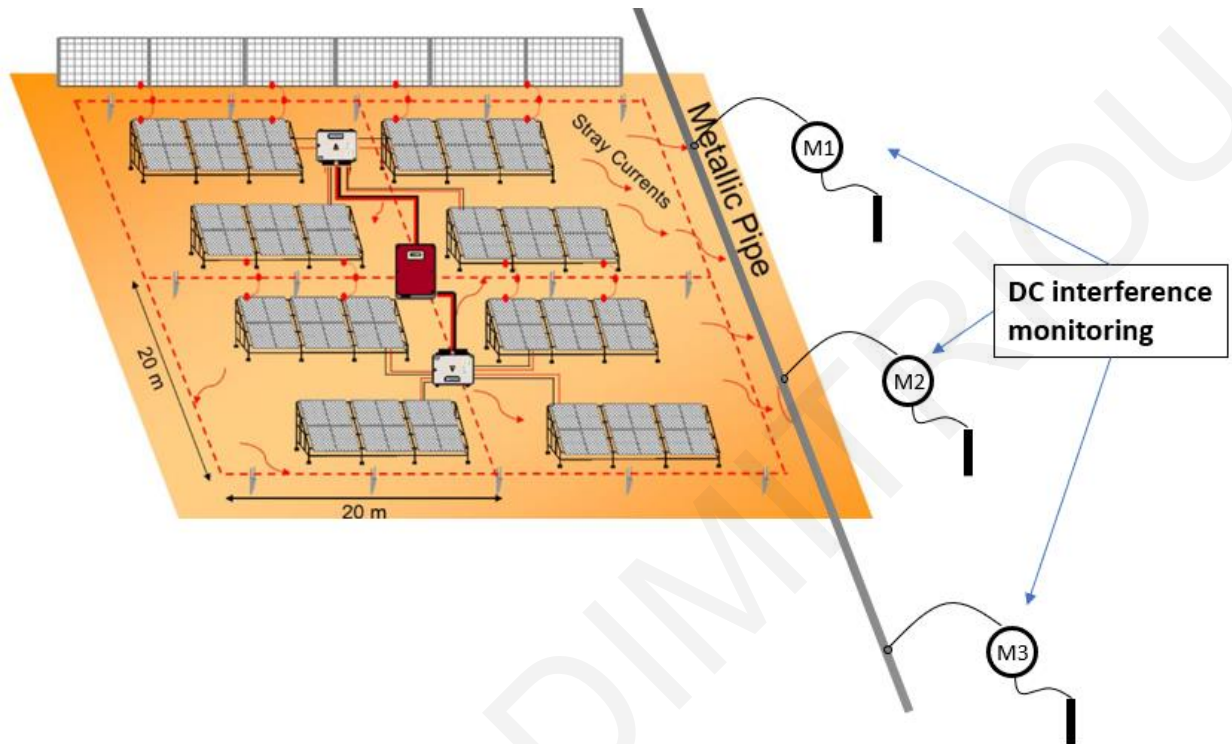 Metallic Pipe
Stray Currents
M1
DC interference
monitoring
M2
20 m
20 m
M3
DIMITRIOU